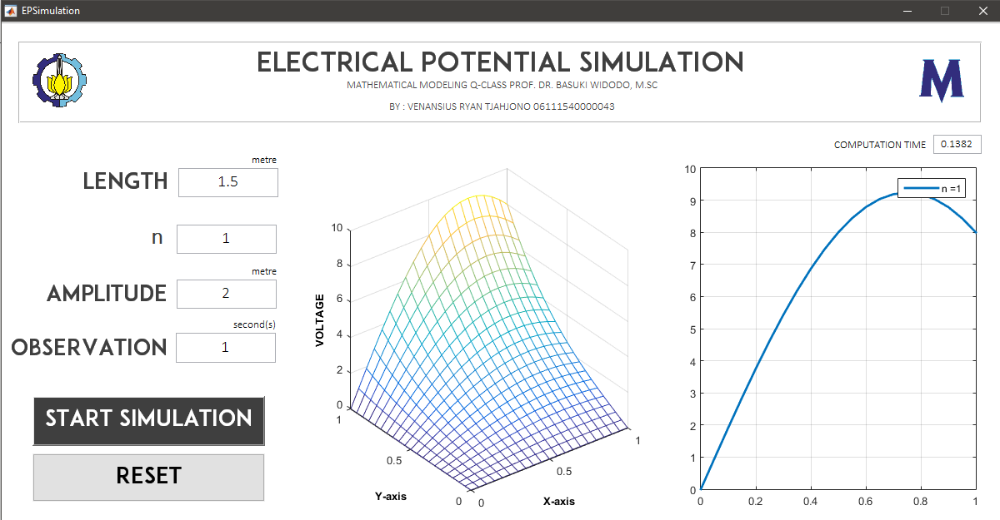 EPSimulation
ELECTRICAL POTENTIAL SIMULATION
MATHEMATICAL MODELING Q-CLASS PROF. DR. BASUKI WIDODO, M.SC
BY : VENANSIUS RYAN TJAHJONO 06111540000043
M
COMPUTATION TIME 0.1382
metre
LENGTH 1.5
n 1
metre
AMPLITUDE 2
second(s)
OBSERVATION 1
START SIMULATION
RESET
10
8
6
4
2
0
VOLTAGE
1
0.5
0
Y-axis
0
0.5
1
X-axis
n =1
10
9
8
7
6
5
4
3
2
1
0
0 0.2 0.4 0.6 0.8 1